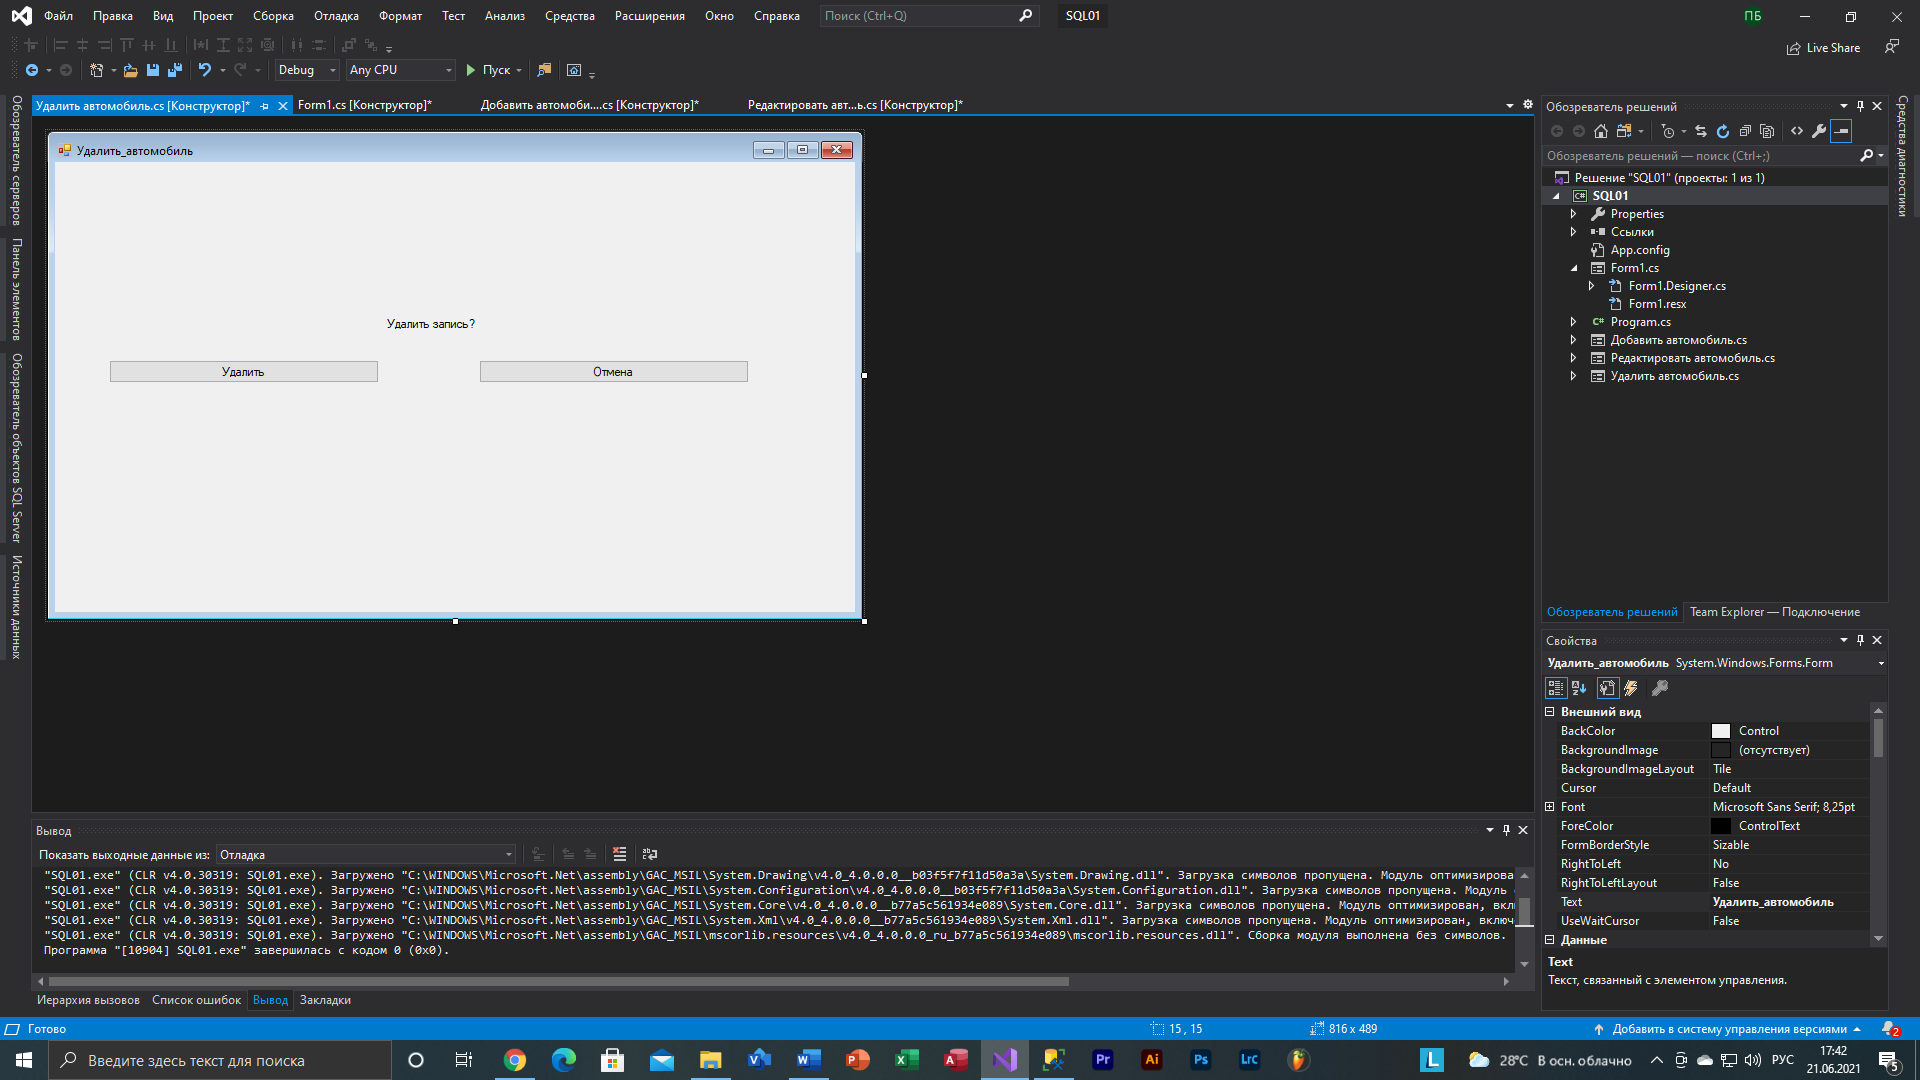 Файл Правка Вид Проект Сборка Отладка Формат Тест Анализ Средства Расширения Окно Справка Поиск (Ctrl+Q) SQL01 ПБ
Live Share
Debug Any CPU Пуск
Удалить автомобиль.cs [Конструктор]* Form1.cs [Конструктор]* Добавить автомоби....cs [Конструктор]* Редактировать авт...ь.cs [Конструктор]*
Обозреватель серверов
Панель элементов
Обозреватель объектов SQL Server
Источники данных
Удалить_автомобиль
Удалить запись?
Удалить Отмена
Обозреватель решений
Обозреватель решений — поиск (Ctrl+;)
Решение "SQL01" (проекты: 1 из 1)
C# SQL01
Properties
Ссылки
App.config
Form1.cs
Form1.Designer.cs
Form1.resx
C# Program.cs
Добавить автомобиль.cs
Редактировать автомобиль.cs
Удалить автомобиль.cs
Обозреватель решений Team Explorer — Подключение
Средства диагностики
Свойства
Удалить_автомобиль System.Windows.Forms.Form
Внешний вид
BackColor Control
BackgroundImage (отсутствует)
BackgroundImageLayout Tile
Cursor Default
Font Microsoft Sans Serif; 8,25pt
ForeColor ControlText
FormBorderStyle Sizable
RightToLeft No
RightToLeftLayout False
Text Удалить_автомобиль
UseWaitCursor False
Данные
Text
Текст, связанный с элементом управления.
Вывод
Показать выходные данные из: Отладка
"SQL01.exe" (CLR v4.0.30319: SQL01.exe). Загружено "C:\WINDOWS\Microsoft.Net\assembly\GAC_MSIL\System.Drawing\v4.0_4.0.0.0__b03f5f7f11d50a3a\System.Drawing.dll". Загрузка символов пропущена. Модуль оптимизирова
"SQL01.exe" (CLR v4.0.30319: SQL01.exe). Загружено "C:\WINDOWS\Microsoft.Net\assembly\GAC_MSIL\System.Configuration\v4.0_4.0.0.0__b03f5f7f11d50a3a\System.Configuration.dll". Загрузка символов пропущена. Модуль
"SQL01.exe" (CLR v4.0.30319: SQL01.exe). Загружено "C:\WINDOWS\Microsoft.Net\assembly\GAC_MSIL\System.Core\v4.0_4.0.0.0__b77a5c561934e089\System.Core.dll". Загрузка символов пропущена. Модуль оптимизирован, вкл
"SQL01.exe" (CLR v4.0.30319: SQL01.exe). Загружено "C:\WINDOWS\Microsoft.Net\assembly\GAC_MSIL\System.Xml\v4.0_4.0.0.0__b77a5c561934e089\System.Xml.dll". Загрузка символов пропущена. Модуль оптимизирован, включ
"SQL01.exe" (CLR v4.0.30319: SQL01.exe). Загружено "C:\WINDOWS\Microsoft.Net\assembly\GAC_MSIL\mscorlib.resources\v4.0_4.0.0.0_ru_b77a5c561934e089\mscorlib.resources.dll". Сборка модуля выполнена без символов.
Программа "[10904] SQL01.exe" завершилась с кодом 0 (0x0).
Иерархия вызовов Список ошибок Вывод Закладки
Готово 15 , 15 816 x 489 Добавить в систему управления версиями 2
Введите здесь текст для поиска Pr Ai Ps Lrc L 28°C В осн. облачно РУС 17:42
21.06.2021 5